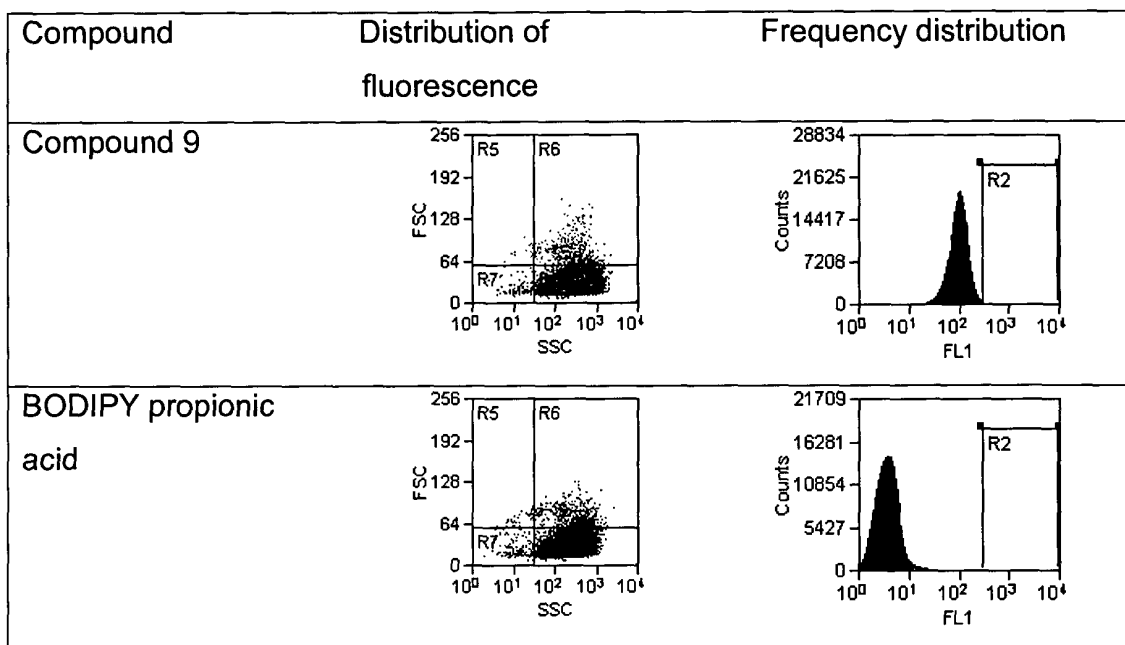 Compound Distribution of fluorescence Frequency distribution
Compound 9
256
192
128
64
0
FSC
R5 R6
R7
10⁰ 10¹ 10² 10³ 10⁴
SSC
28834
21625
14417
7208
0
Counts
R2
10⁰ 10¹ 10² 10³ 10⁴
FL1
BODIPY propionic
acid
256
192
128
64
0
FSC
R5 R6
R7
10⁰ 10¹ 10² 10³ 10⁴
SSC
21709
16281
10854
5427
0
Counts
R2
10⁰ 10¹ 10² 10³ 10⁴
FL1